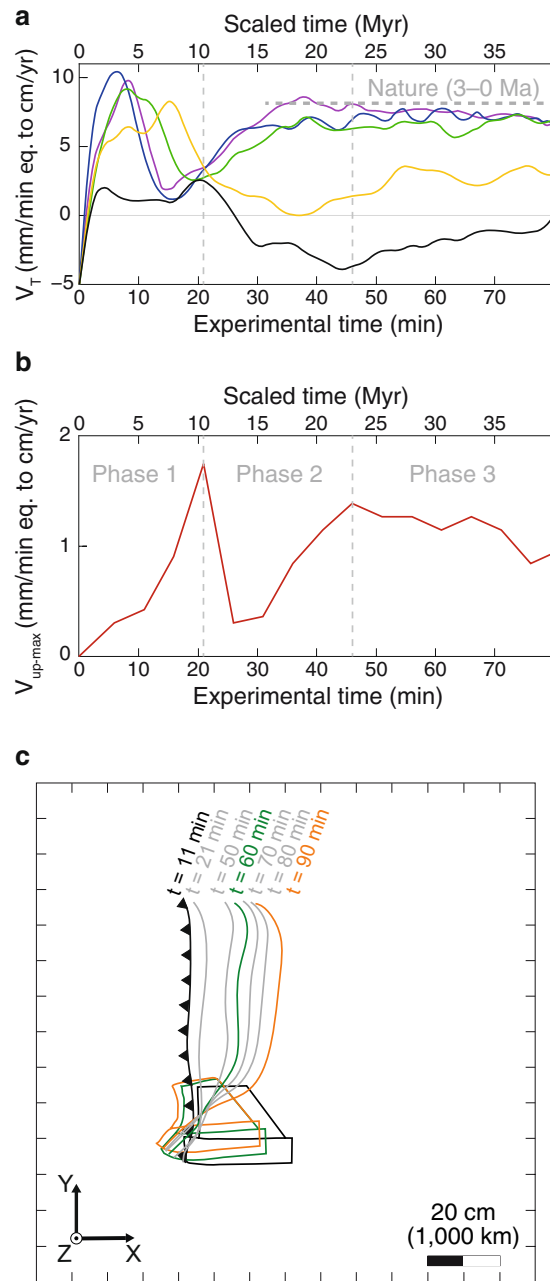 a
Scaled time (Myr)
0 5 10 15 20 25 30 35
10
5
0
−5
V_T (mm/min eq. to cm/yr)
Nature (3–0 Ma)
0 10 20 30 40 50 60 70
Experimental time (min)
b
Scaled time (Myr)
0 5 10 15 20 25 30 35
2
1
0
V_up-max (mm/min eq. to cm/yr)
Phase 1 Phase 2 Phase 3
0 10 20 30 40 50 60 70
Experimental time (min)
c
t = 11 min
t = 21 min
t = 50 min
t = 60 min
t = 70 min
t = 80 min
t = 90 min
Y
Z X
20 cm
(1,000 km)